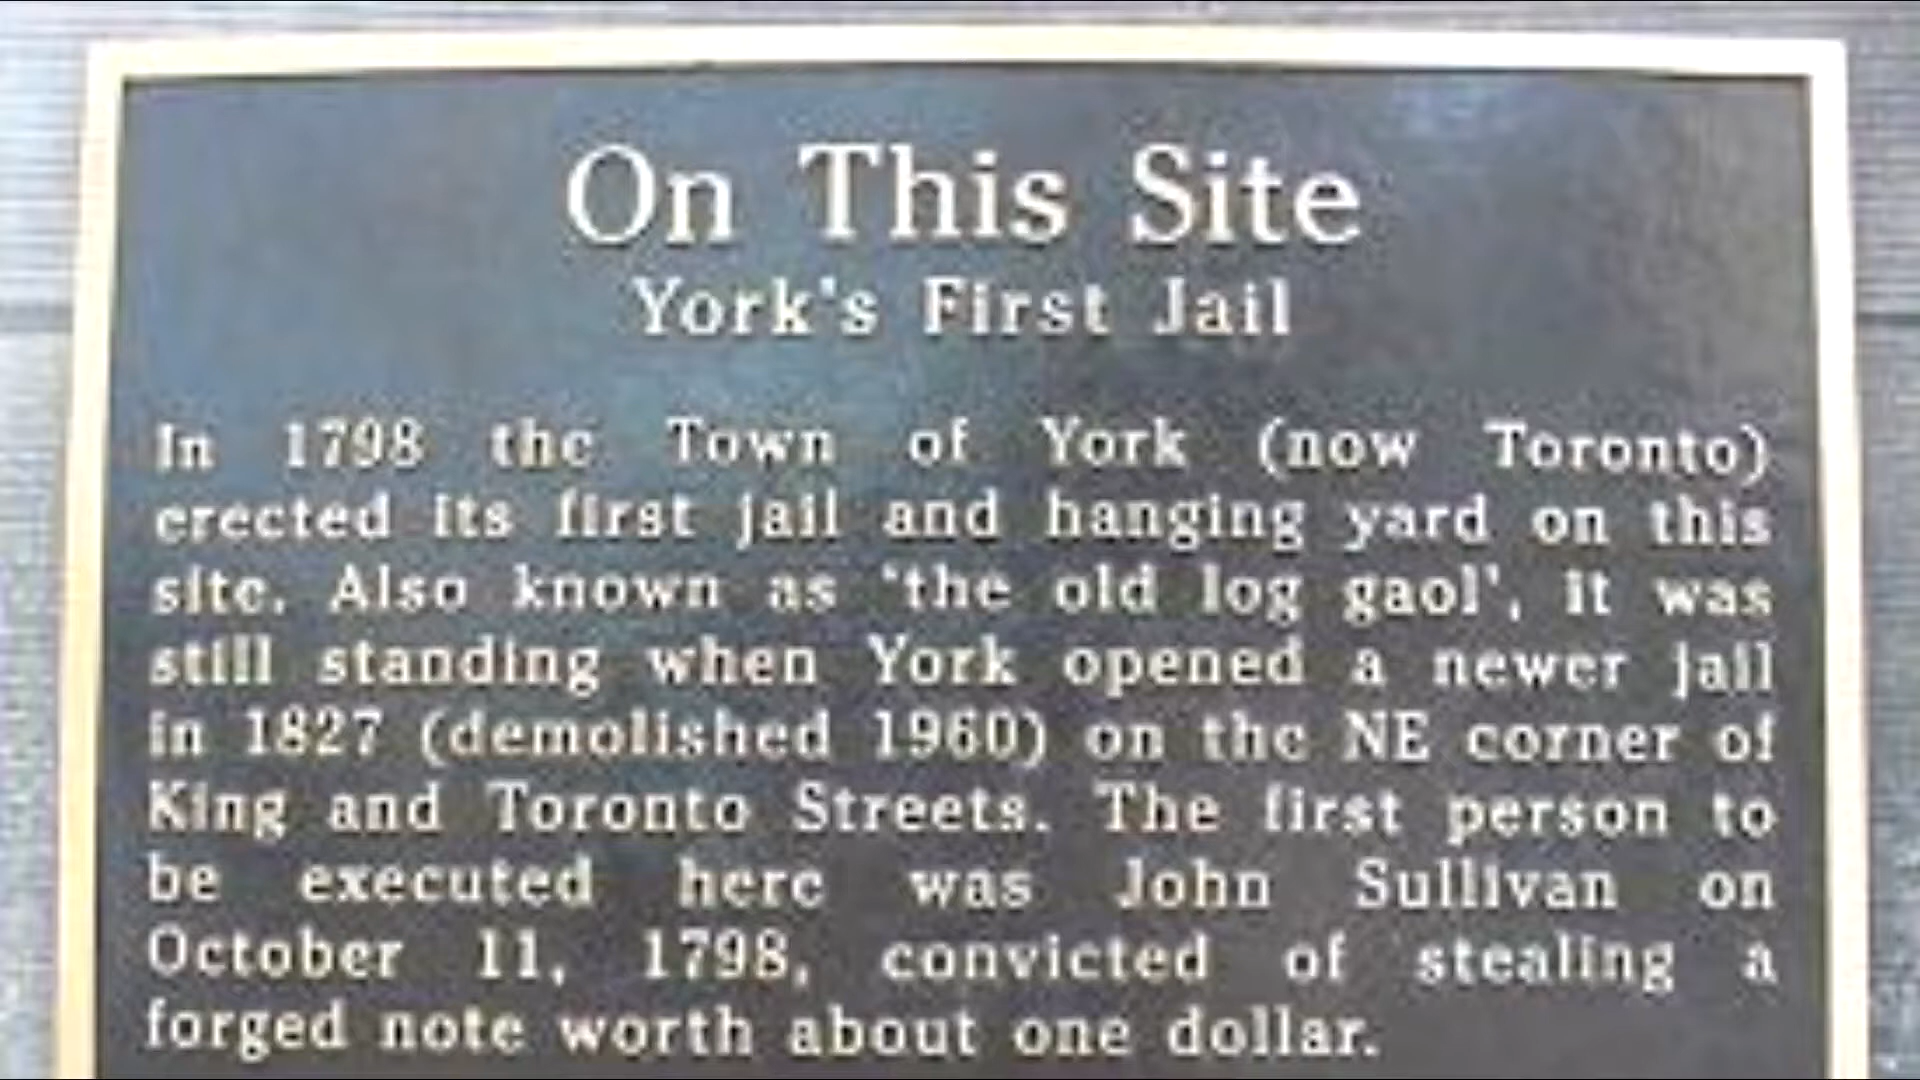 On This Site
York's First Jail
In 1798 the Town of York (now Toronto)
erected its first jail and hanging yard on this
site. Also known as 'the old log gaol', it was
still standing when York opened a newer jail
in 1827 (demolished 1960) on the NE corner of
King and Toronto Streets. The first person to
be executed here was John Sullivan on
October 11, 1798, convicted of stealing a
forged note worth about one dollar.